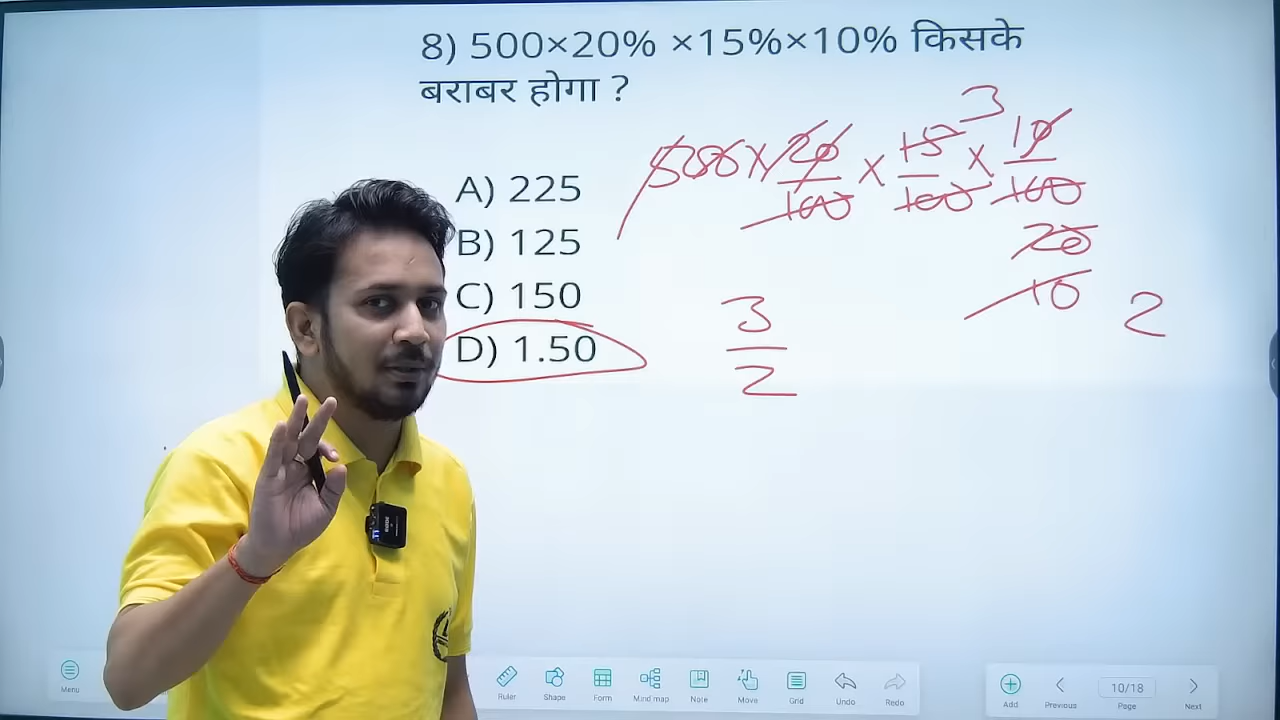 8) 500×20% ×15%×10% किसके
बराबर होगा ?
3
500 × 20/100 × 15/100 × 10/100
A) 225
B) 125
20
C) 150
10
2
3/2
D) 1.50
Menu
Ruler Shape Form Mind map Note Move Grid Undo Redo
Add Previous 10/18 Page Next